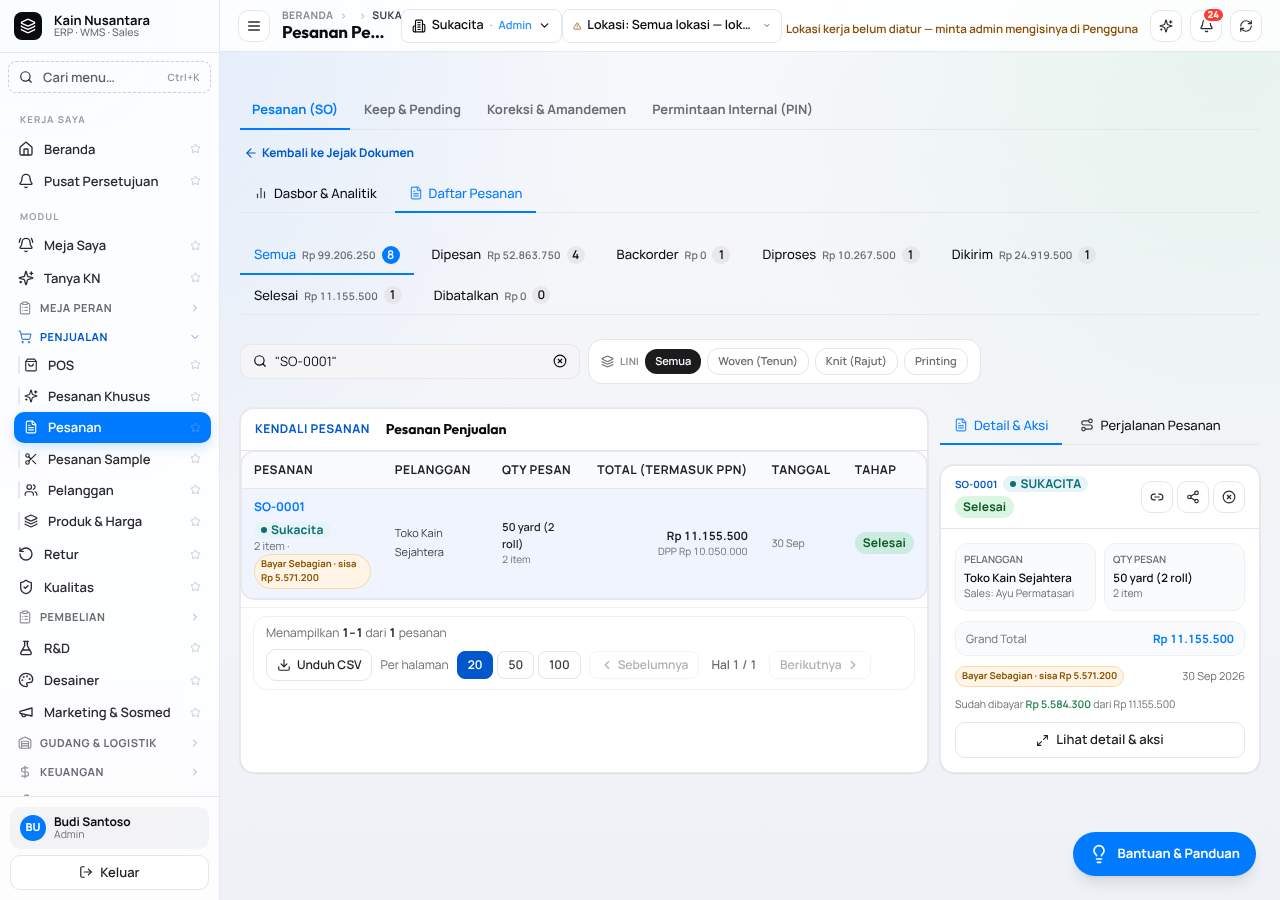 Kain Nusantara
ERP · WMS · Sales
Cari menu...
Ctrl+K
KERJA SAYA
Beranda
Pusat Persetujuan
MODUL
Meja Saya
Tanya KN
MEJA PERAN
PENJUALAN
POS
Pesanan Khusus
Pesanan
Pesanan Sample
Pelanggan
Produk & Harga
Retur
Kualitas
PEMBELIAN
R&D
Desainer
Marketing & Sosmed
GUDANG & LOGISTIK
KEUANGAN
BU
Budi Santoso
Admin
Keluar
BERANDA › › SUKA
Pesanan Pe...
Sukacita · Admin
Lokasi: Semua lokasi — lok...
Lokasi kerja belum diatur — minta admin mengisinya di Pengguna
24
Pesanan (SO)
Keep & Pending
Koreksi & Amandemen
Permintaan Internal (PIN)
← Kembali ke Jejak Dokumen
Dasbor & Analitik
Daftar Pesanan
Semua Rp 99.206.250 8
Dipesan Rp 52.863.750 4
Backorder Rp 0 1
Diproses Rp 10.267.500 1
Dikirim Rp 24.919.500 1
Selesai Rp 11.155.500 1
Dibatalkan Rp 0 0
"SO-0001"
LINI
Semua
Woven (Tenun)
Knit (Rajut)
Printing
KENDALI PESANAN
Pesanan Penjualan
PESANAN
PELANGGAN
QTY PESAN
TOTAL (TERMASUK PPN)
TANGGAL
TAHAP
SO-0001
Sukacita
2 item ·
Bayar Sebagian · sisa
Rp 5.571.200
Toko Kain
Sejahtera
50 yard (2
roll)
2 item
Rp 11.155.500
DPP Rp 10.050.000
30 Sep
Selesai
Menampilkan 1–1 dari 1 pesanan
Unduh CSV
Per halaman
20
50
100
Sebelumnya
Hal 1 / 1
Berikutnya
Detail & Aksi
Perjalanan Pesanan
SO-0001
SUKACITA
Selesai
PELANGGAN
Toko Kain Sejahtera
Sales: Ayu Permatasari
QTY PESAN
50 yard (2 roll)
2 item
Grand Total
Rp 11.155.500
Bayar Sebagian · sisa Rp 5.571.200
30 Sep 2026
Sudah dibayar Rp 5.584.300 dari Rp 11.155.500
Lihat detail & aksi
Bantuan & Panduan